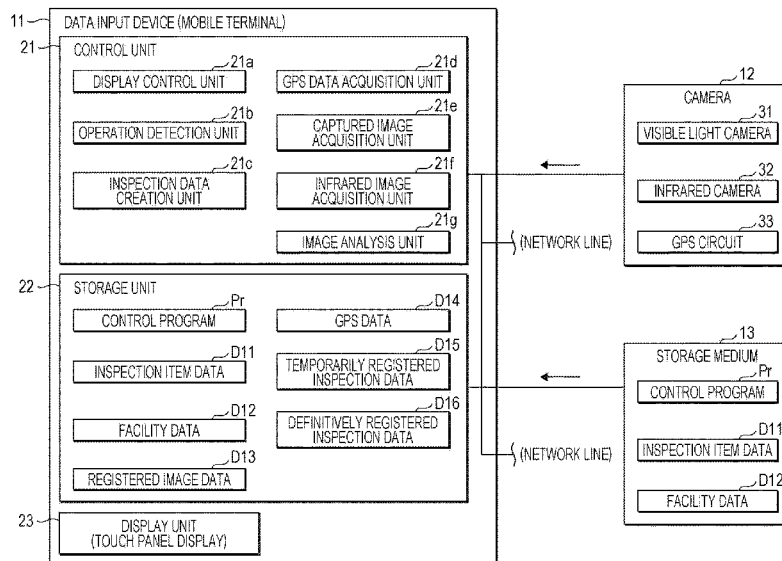 11
DATA INPUT DEVICE (MOBILE TERMINAL)
21
CONTROL UNIT
21a
DISPLAY CONTROL UNIT
21b
OPERATION DETECTION UNIT
21c
INSPECTION DATA
CREATION UNIT
21d
GPS DATA ACQUISITION UNIT
21e
CAPTURED IMAGE
ACQUISITION UNIT
21f
INFRARED IMAGE
ACQUISITION UNIT
21g
IMAGE ANALYSIS UNIT
22
STORAGE UNIT
Pr
CONTROL PROGRAM
D11
INSPECTION ITEM DATA
D12
FACILITY DATA
D13
REGISTERED IMAGE DATA
D14
GPS DATA
D15
TEMPORARILY REGISTERED
INSPECTION DATA
D16
DEFINITIVELY REGISTERED
INSPECTION DATA
23
DISPLAY UNIT
(TOUCH PANEL DISPLAY)
12
CAMERA
31
VISIBLE LIGHT CAMERA
32
INFRARED CAMERA
33
GPS CIRCUIT
(NETWORK LINE)
13
STORAGE MEDIUM
Pr
CONTROL PROGRAM
D11
INSPECTION ITEM DATA
D12
FACILITY DATA
(NETWORK LINE)